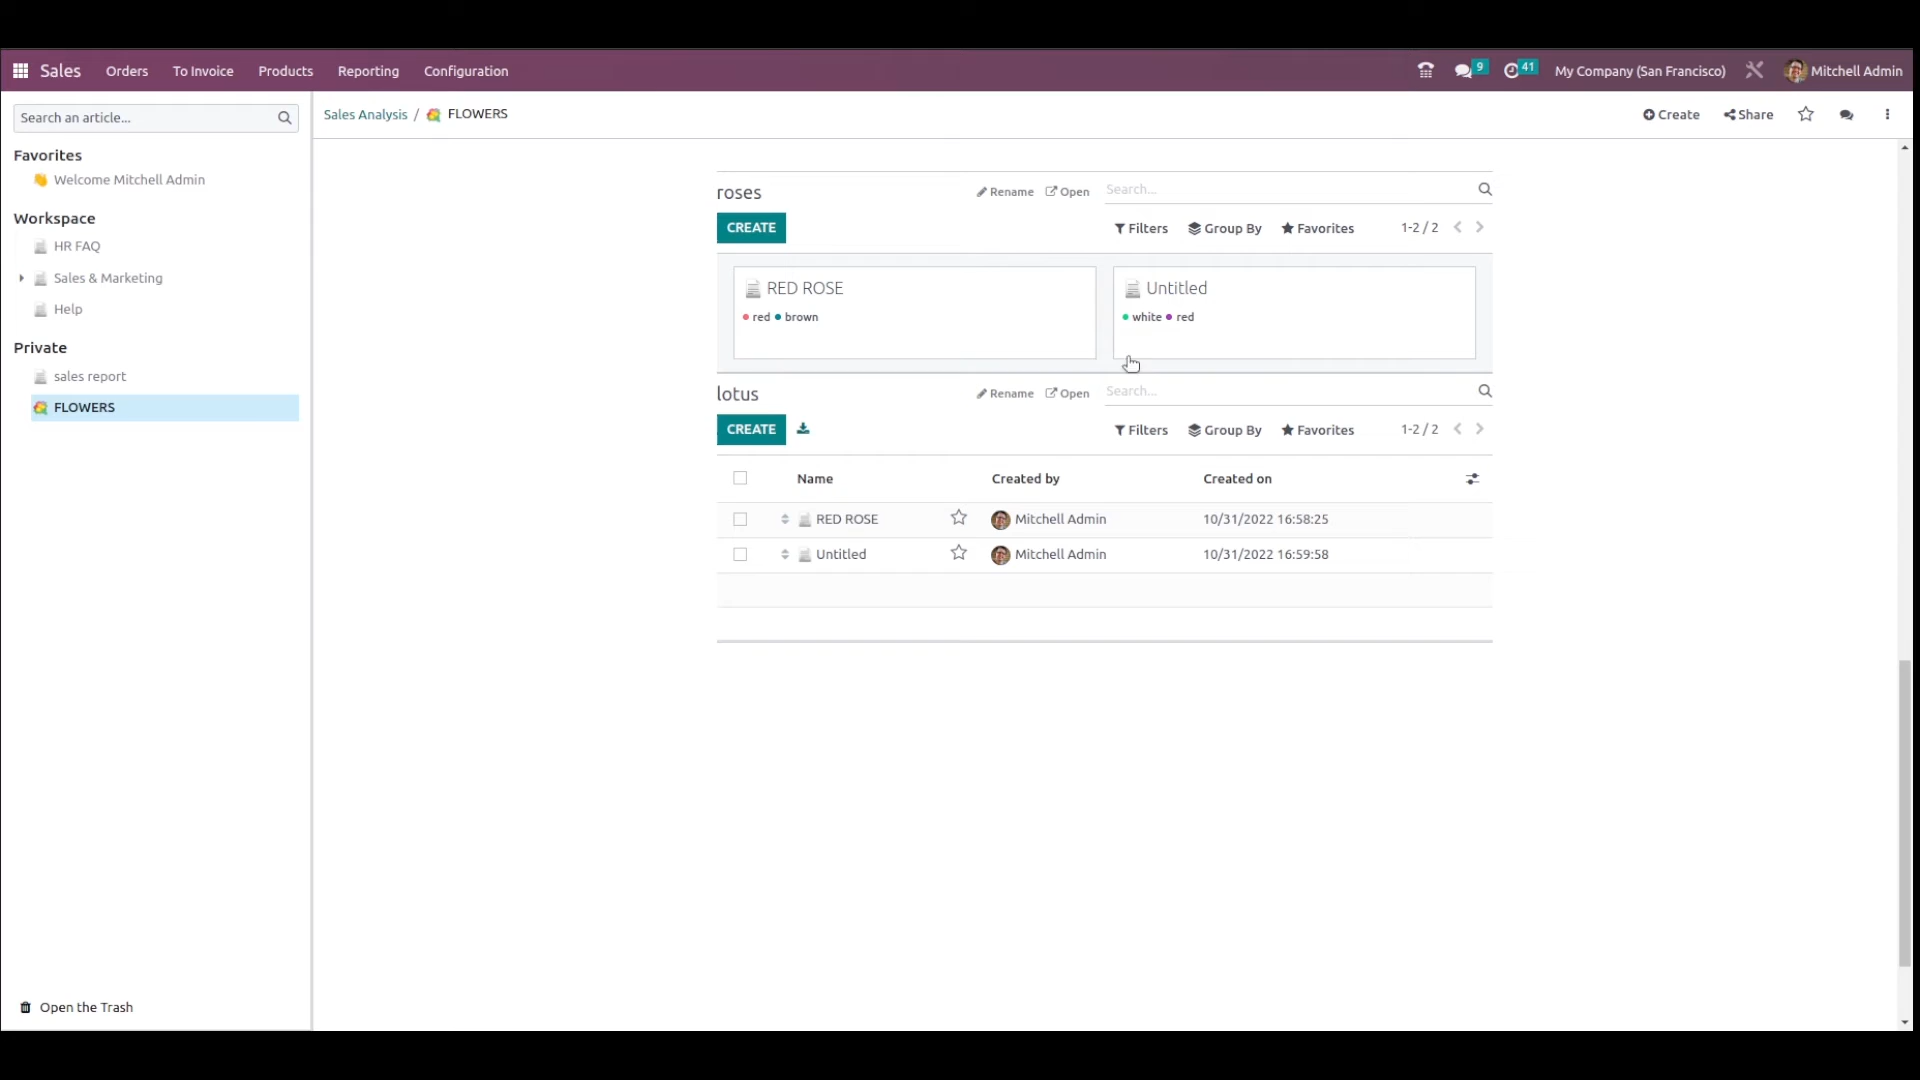 Sales Orders To Invoice Products Reporting Configuration 9 41 My Company (San Francisco) Mitchell Admin
Search an article...
Favorites
Welcome Mitchell Admin
Workspace
HR FAQ
Sales & Marketing
Help
Private
sales report
FLOWERS
Open the Trash
Sales Analysis / FLOWERS Create Share
roses Rename Open Search...
CREATE Filters Group By Favorites 1-2 / 2
RED ROSE Untitled
red brown white red
lotus Rename Open Search...
CREATE Filters Group By Favorites 1-2 / 2
Name Created by Created on
RED ROSE Mitchell Admin 10/31/2022 16:58:25
Untitled Mitchell Admin 10/31/2022 16:59:58